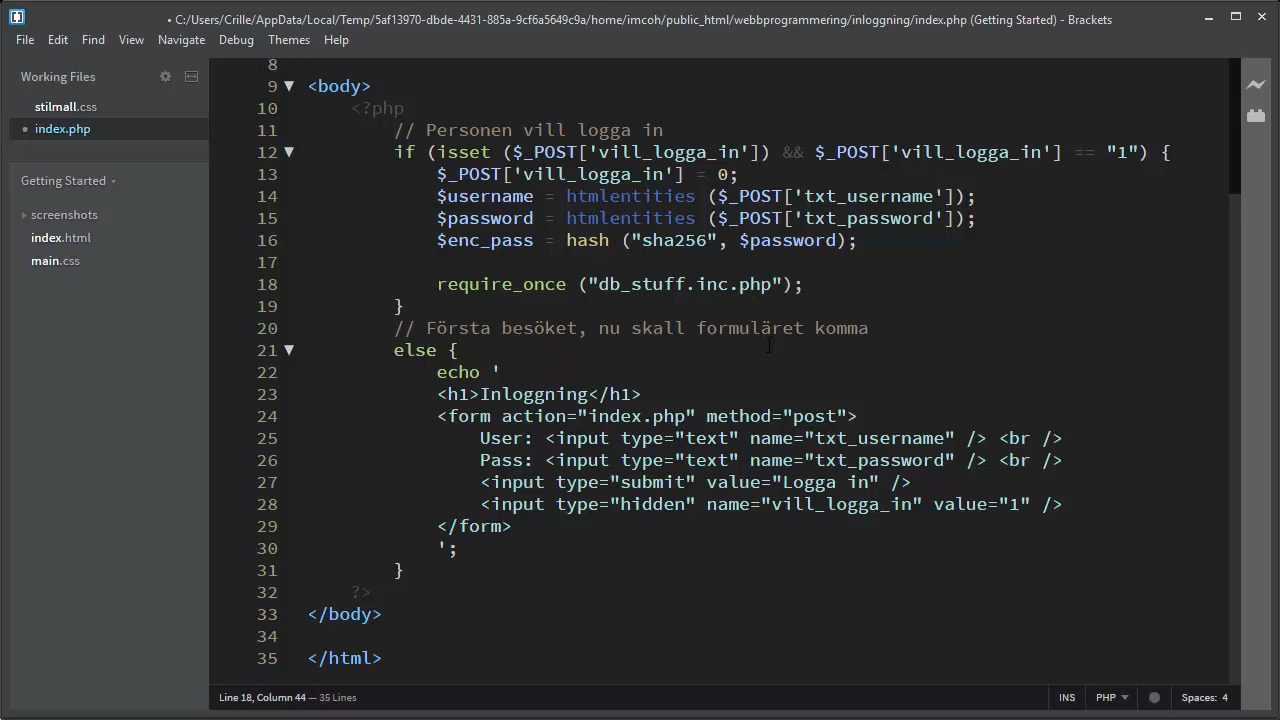 • C:/Users/Crille/AppData/Local/Temp/5af13970-dbde-4431-885a-9cf6a5649c9a/home/imcoh/public_html/webbprogrammering/inloggning/index.php (Getting Started) - Brackets
File Edit Find View Navigate Debug Themes Help
Working Files
stilmall.css
index.php
Getting Started
screenshots
index.html
main.css
8
9 <body>
10 <?php
11 // Personen vill logga in
12 if (isset ($_POST['vill_logga_in']) && $_POST['vill_logga_in'] == "1") {
13 $_POST['vill_logga_in'] = 0;
14 $username = htmlentities ($_POST['txt_username']);
15 $password = htmlentities ($_POST['txt_password']);
16 $enc_pass = hash ("sha256", $password);
17
18 require_once ("db_stuff.inc.php");
19 }
20 // Första besöket, nu skall formuläret komma
21 else {
22 echo '
23 <h1>Inloggning</h1>
24 <form action="index.php" method="post">
25 User: <input type="text" name="txt_username" /> <br />
26 Pass: <input type="text" name="txt_password" /> <br />
27 <input type="submit" value="Logga in" />
28 <input type="hidden" name="vill_logga_in" value="1" />
29 </form>
30 ';
31 }
32 ?>
33 </body>
34
35 </html>
Line 18, Column 44 — 35 Lines
INS PHP Spaces: 4